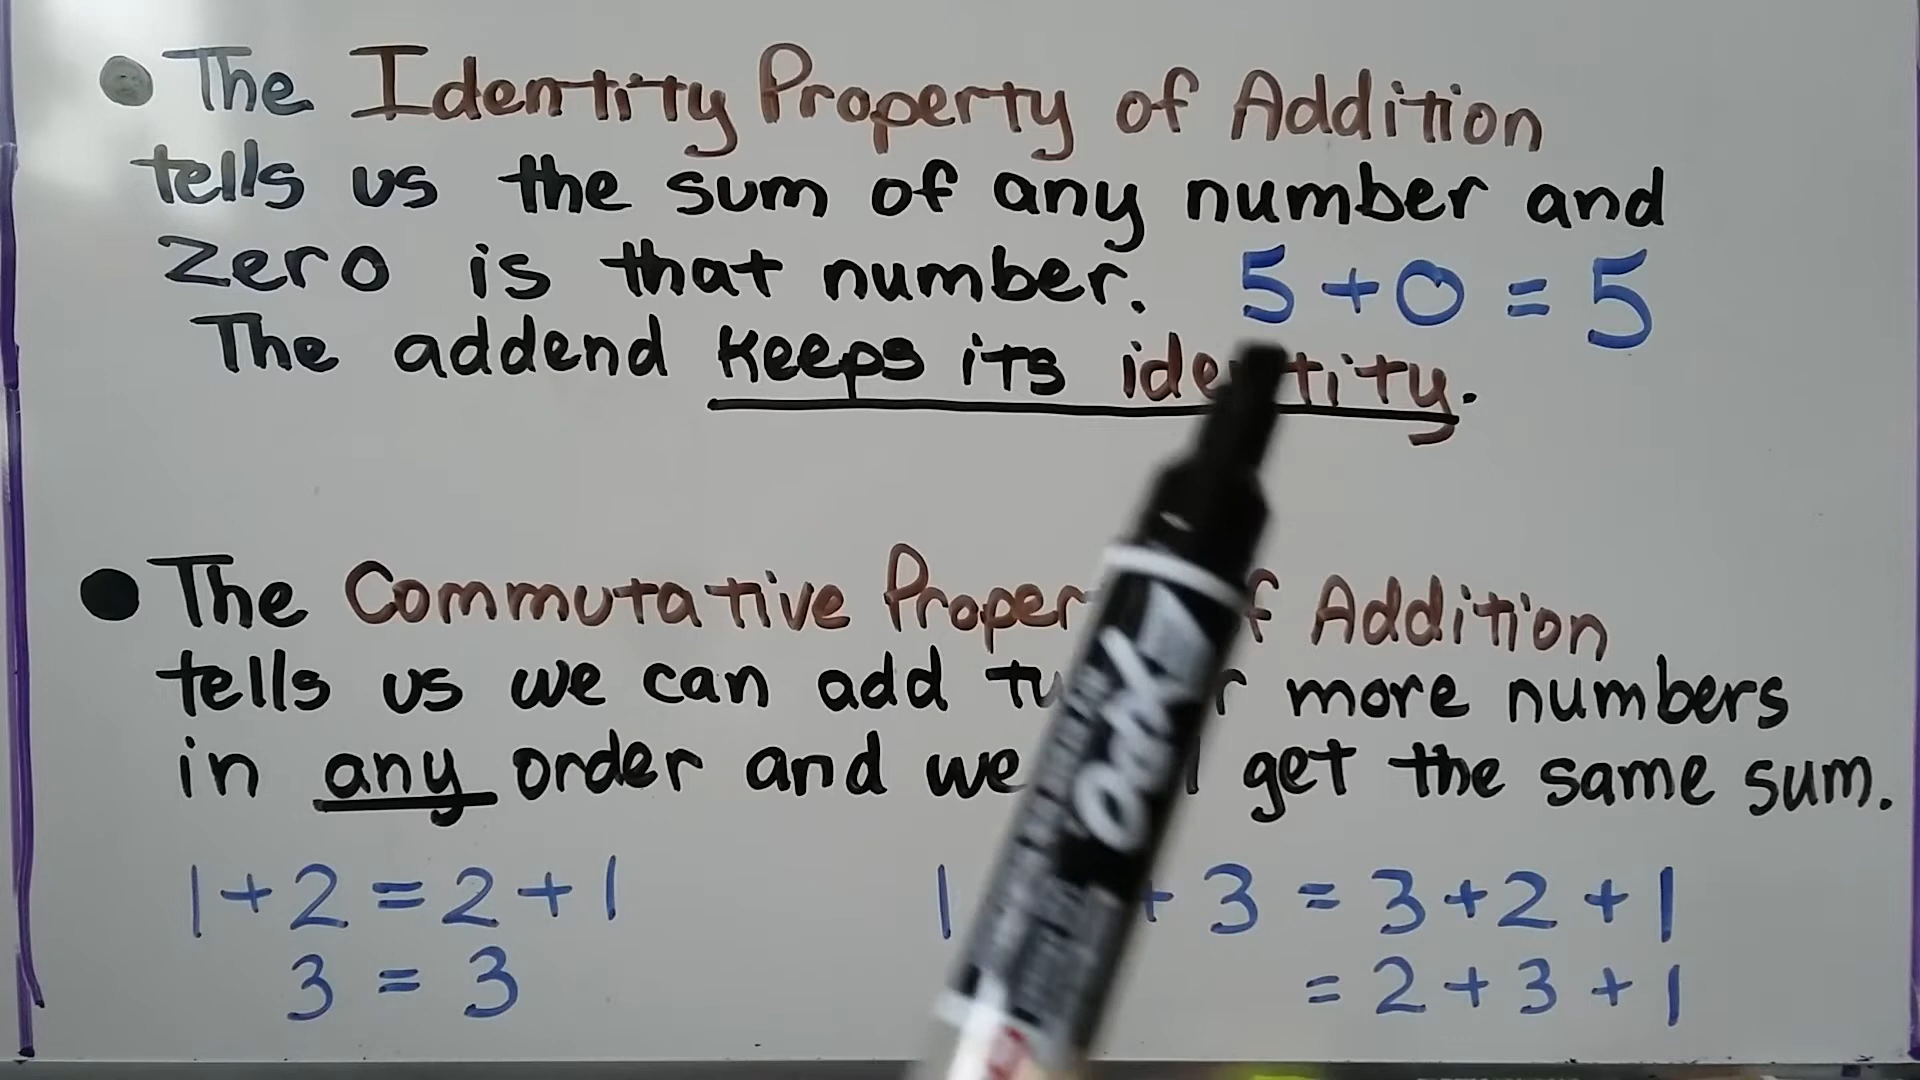 • The Identity Property of Addition
tells us the sum of any number and
zero is that number. 5 + 0 = 5
The addend keeps its identity.
• The Commutative Proper f Addition
tells us we can add r more numbers
in any order and we get the same sum.
1 + 2 = 2 + 1
3 = 3
1 + 3 = 3 + 2 + 1
= 2 + 3 + 1
EXPO